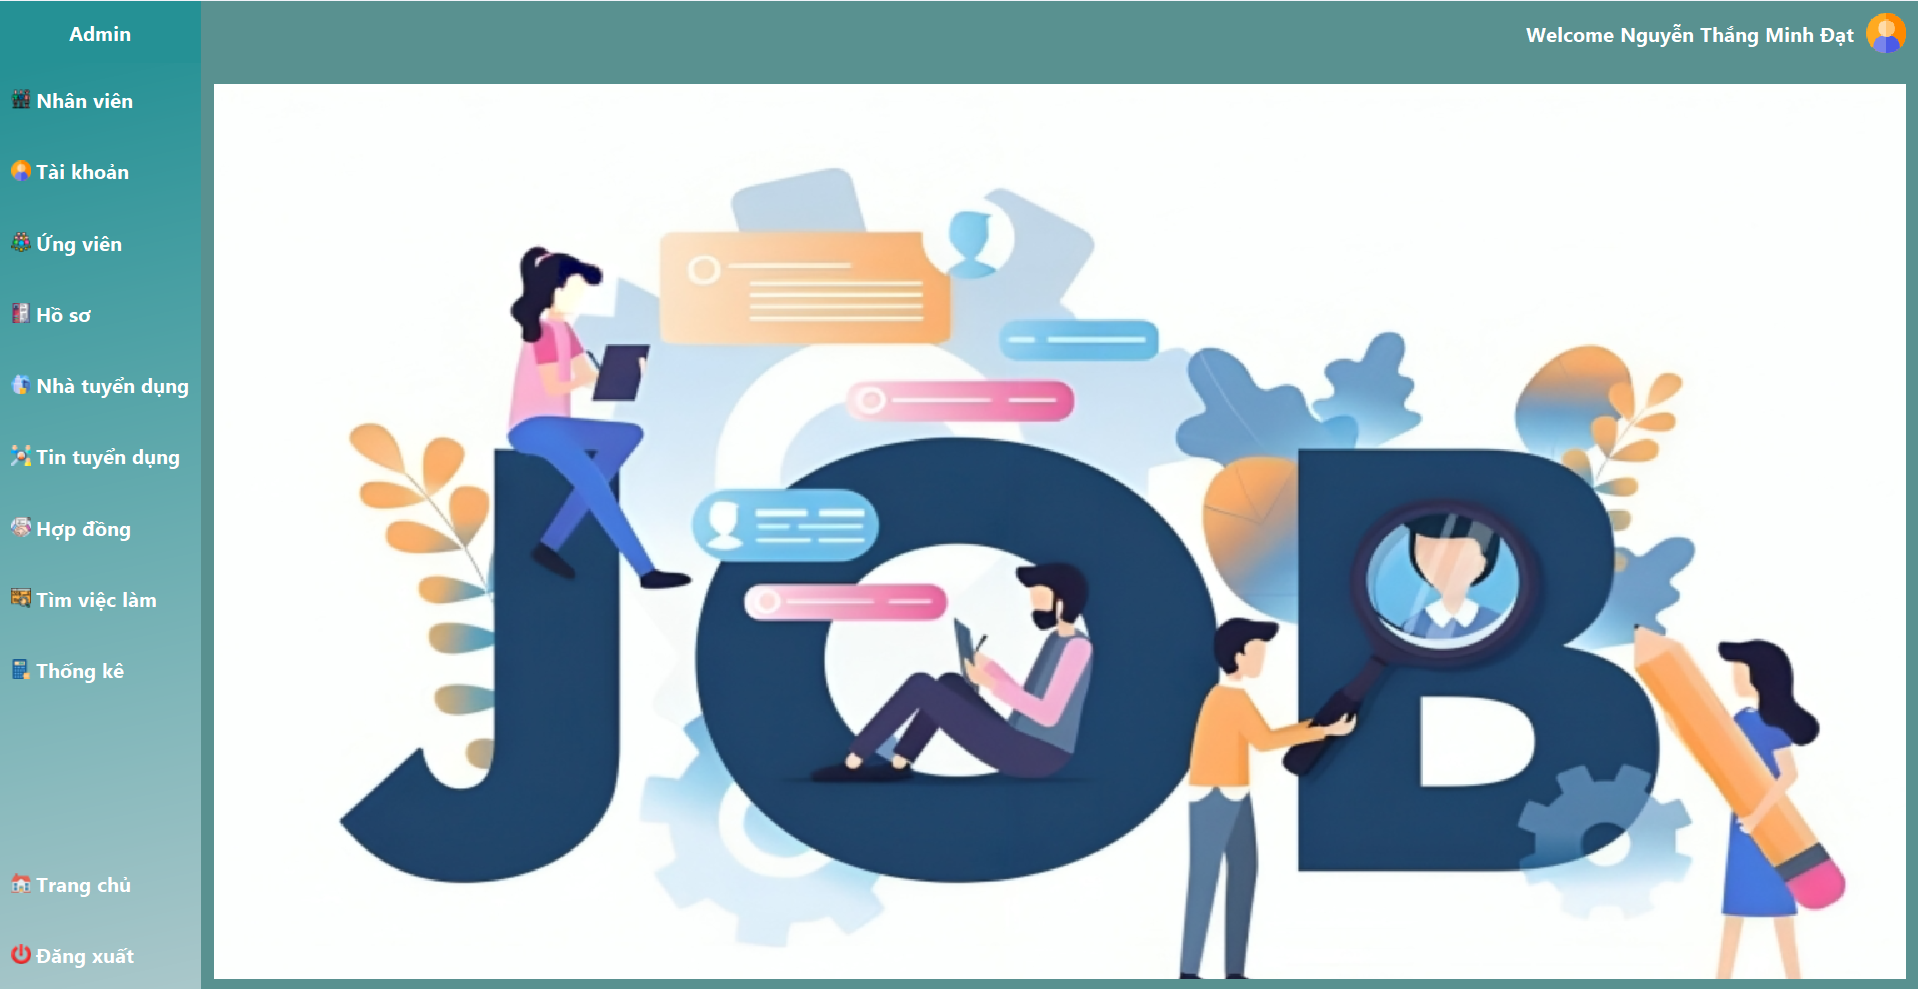 Admin
Welcome Nguyễn Thắng Minh Đạt
Nhân viên
Tài khoản
Ứng viên
Hồ sơ
Nhà tuyển dụng
Tin tuyển dụng
Hợp đồng
Tìm việc làm
Thống kê
Trang chủ
Đăng xuất
JOB